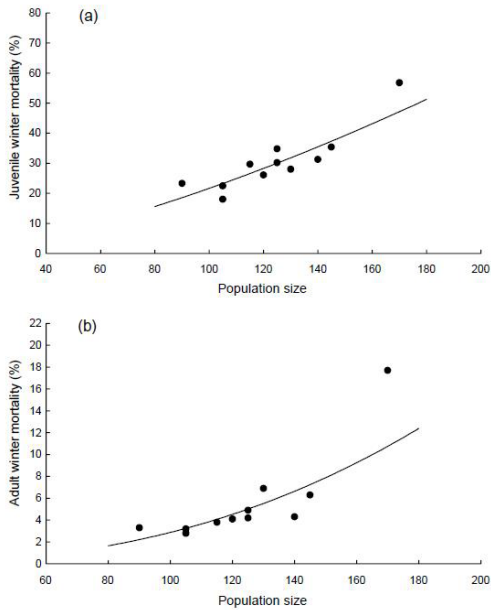 (a)
Juvenile winter mortality (%)
80
70
60
50
40
30
20
10
0
40 60 80 100 120 140 160 180 200
Population size
(b)
Adult winter mortality (%)
22
20
18
16
14
12
10
8
6
4
2
0
60 80 100 120 140 160 180 200
Population size